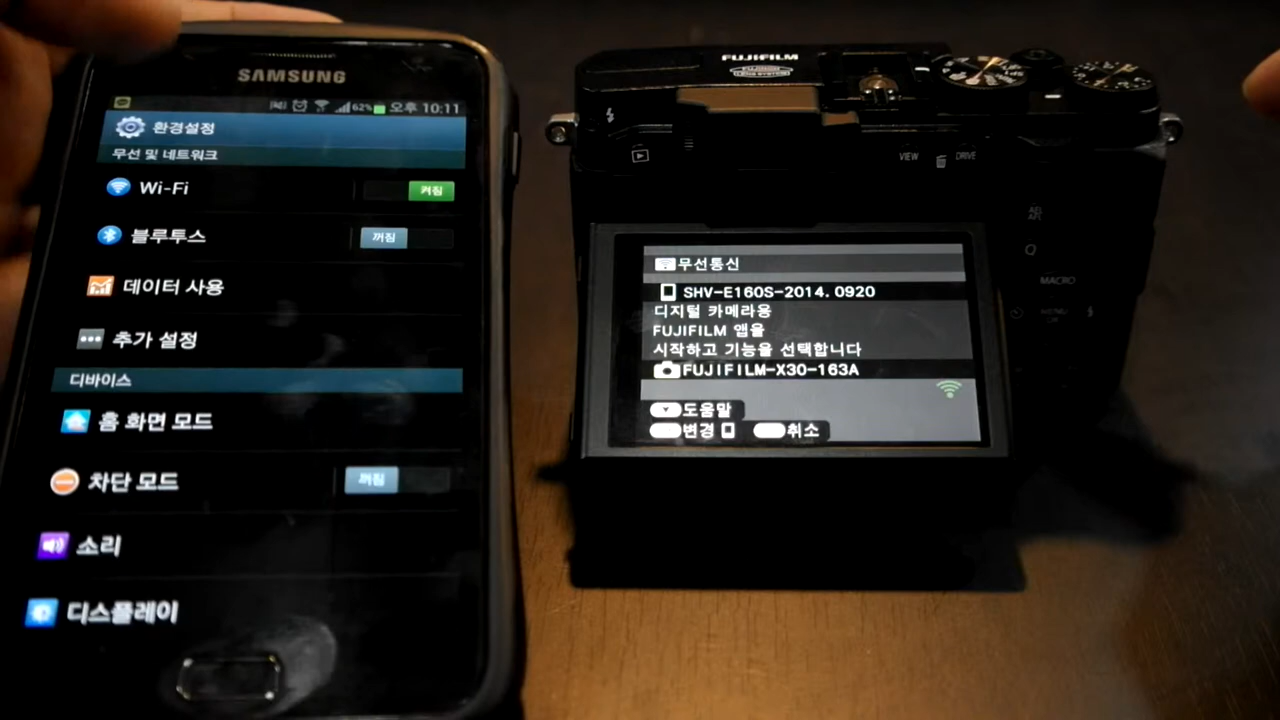 SAMSUNG
62% 오후 10:11
환경설정
무선 및 네트워크
Wi-Fi 켜짐
블루투스 꺼짐
데이터 사용
추가 설정
디바이스
홈 화면 모드
차단 모드 꺼짐
소리
디스플레이
FUJIFILM
VIEW DRIVE
Q
MACRO
무선통신
SHV-E160S-2014. 0920
디지털 카메라용
FUJIFILM 앱을
시작하고 기능을 선택합니다
FUJIFILM-X30-163A
도움말
변경 취소